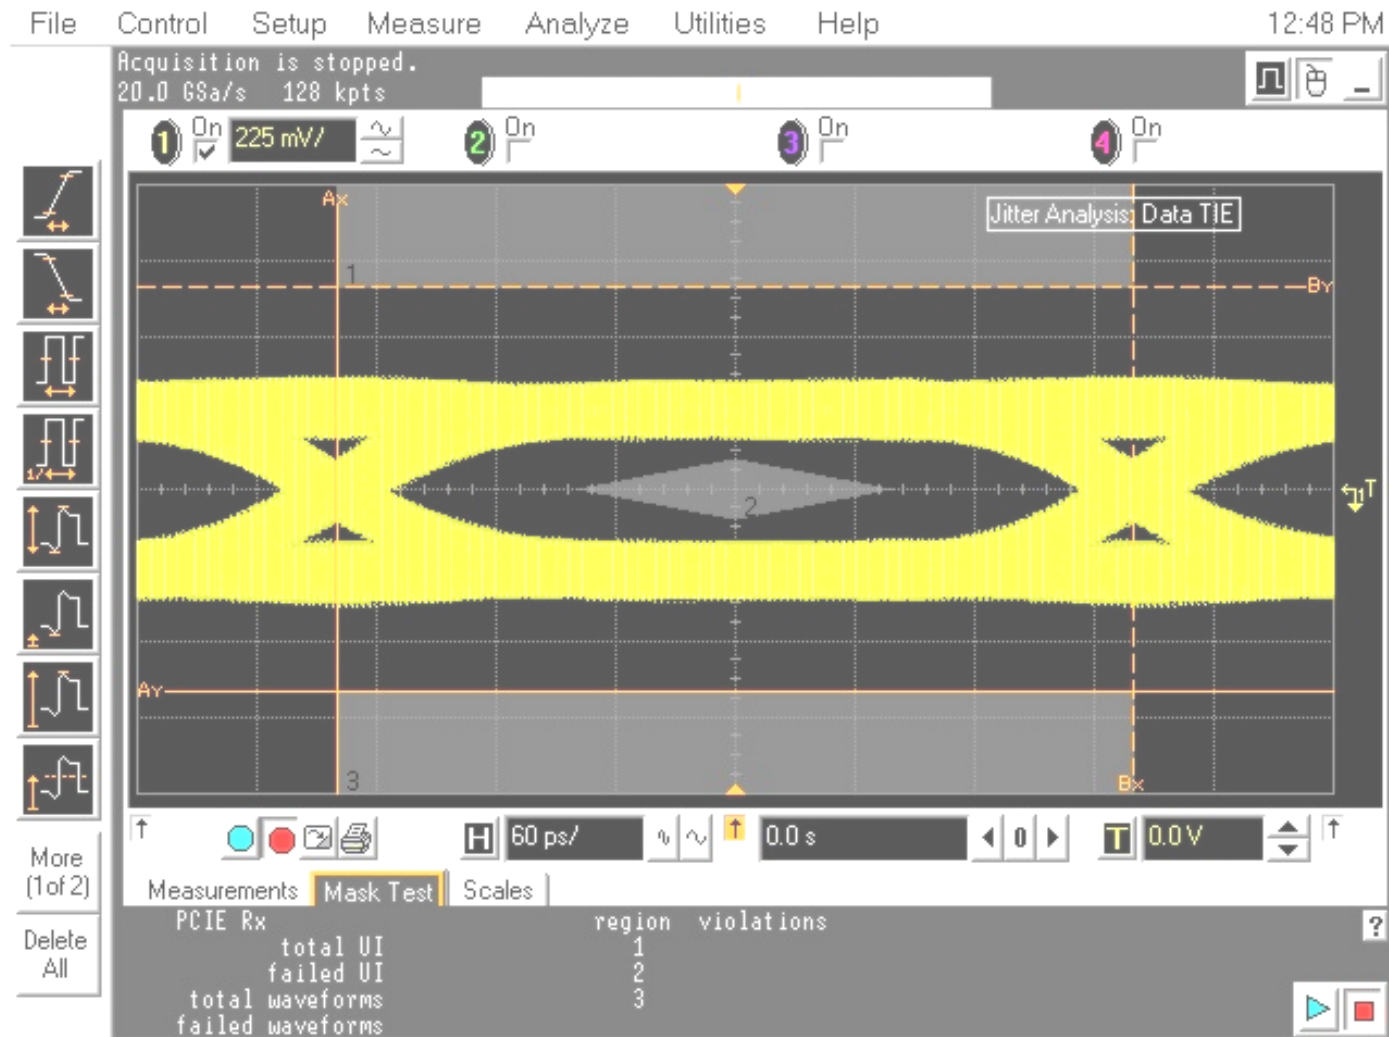 File Control Setup Measure Analyze Utilities Help 12:48 PM
Acquisition is stopped.
20.0 GSa/s 128 kpts
1 On 225 mV/ 2 On 3 On 4 On
Ax
Jitter Analysis: Data TIE
1
BY
2
T
AY
3
Bx
H 60 ps/ 0.0 s 0 T 0.0 V
More
(1of 2)
Delete
All
Measurements Mask Test Scales
PCIE Rx region violations
total UI 1
failed UI 2
total waveforms 3
failed waveforms
?